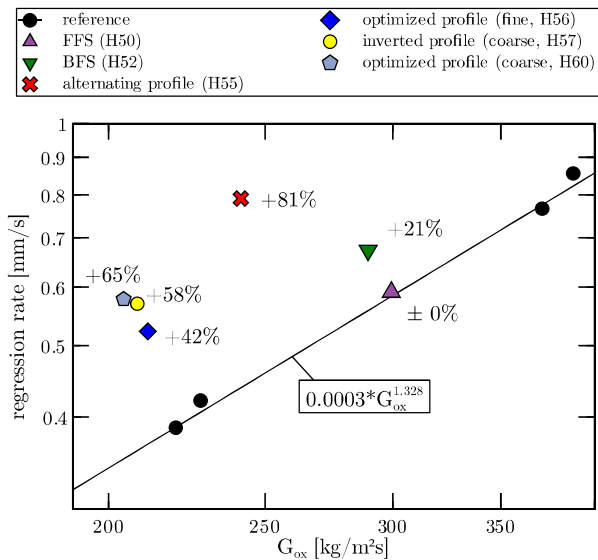 reference
FFS (H50)
BFS (H52)
alternating profile (H55)
optimized profile (fine, H56)
inverted profile (coarse, H57)
optimized profile (coarse, H60)
1
0.9
0.8
0.7
0.6
0.5
0.4
regression rate [mm/s]
+81%
+21%
+65%
+58%
+42%
± 0%
0.0003*G_ox^1.328
200
250
300
350
G_ox [kg/m²s]